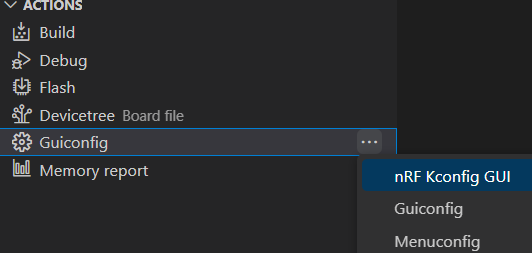 ACTIONS
Build
Debug
Flash
Devicetree Board file
Guiconfig ...
Memory report
nRF Kconfig GUI
Guiconfig
Menuconfig